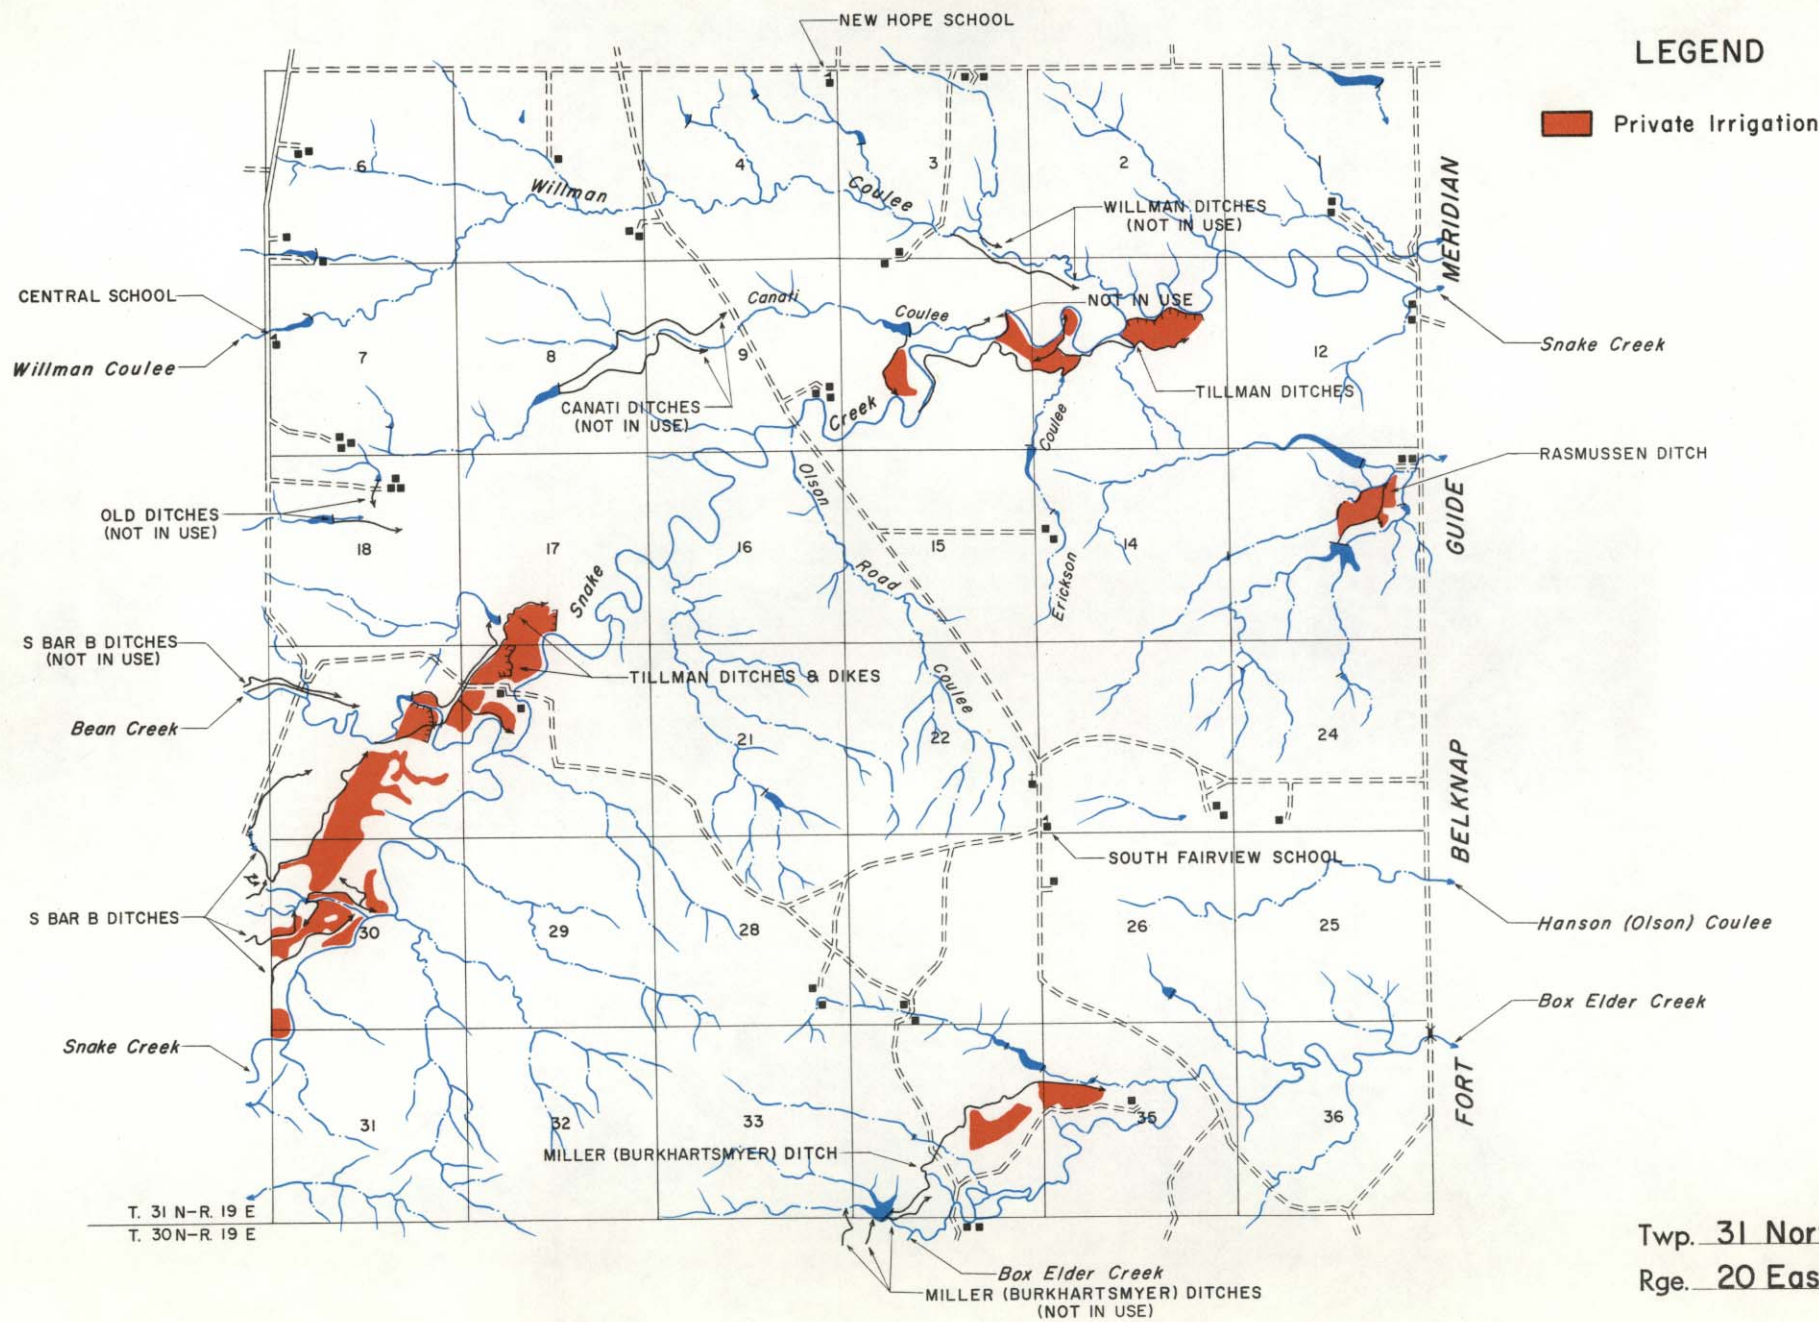 NEW HOPE SCHOOL
LEGEND
Private Irrigation
6
4
3
2
1
Willman
Coulee
WILLMAN DITCHES
(NOT IN USE)
MERIDIAN
CENTRAL SCHOOL
Canati
Coulee
NOT IN USE
Snake Creek
Willman Coulee
7
8
9
12
CANATI DITCHES
(NOT IN USE)
Creek
TILLMAN DITCHES
Coulee
RASMUSSEN DITCH
Olson
GUIDE
OLD DITCHES
(NOT IN USE)
18
17
16
15
14
Snake
Road
Erickson
S BAR B DITCHES
(NOT IN USE)
TILLMAN DITCHES & DIKES
Coulee
Bean Creek
21
22
24
BELKNAP
SOUTH FAIRVIEW SCHOOL
S BAR B DITCHES
30
29
28
26
25
Hanson (Olson) Coulee
Box Elder Creek
Snake Creek
FORT
31
32
33
35
36
MILLER (BURKHARTSMYER) DITCH
T. 31 N-R. 19 E
T. 30N-R. 19 E
Twp. 31 Nor
Rge. 20 Eas
Box Elder Creek
MILLER (BURKHARTSMYER) DITCHES
(NOT IN USE)